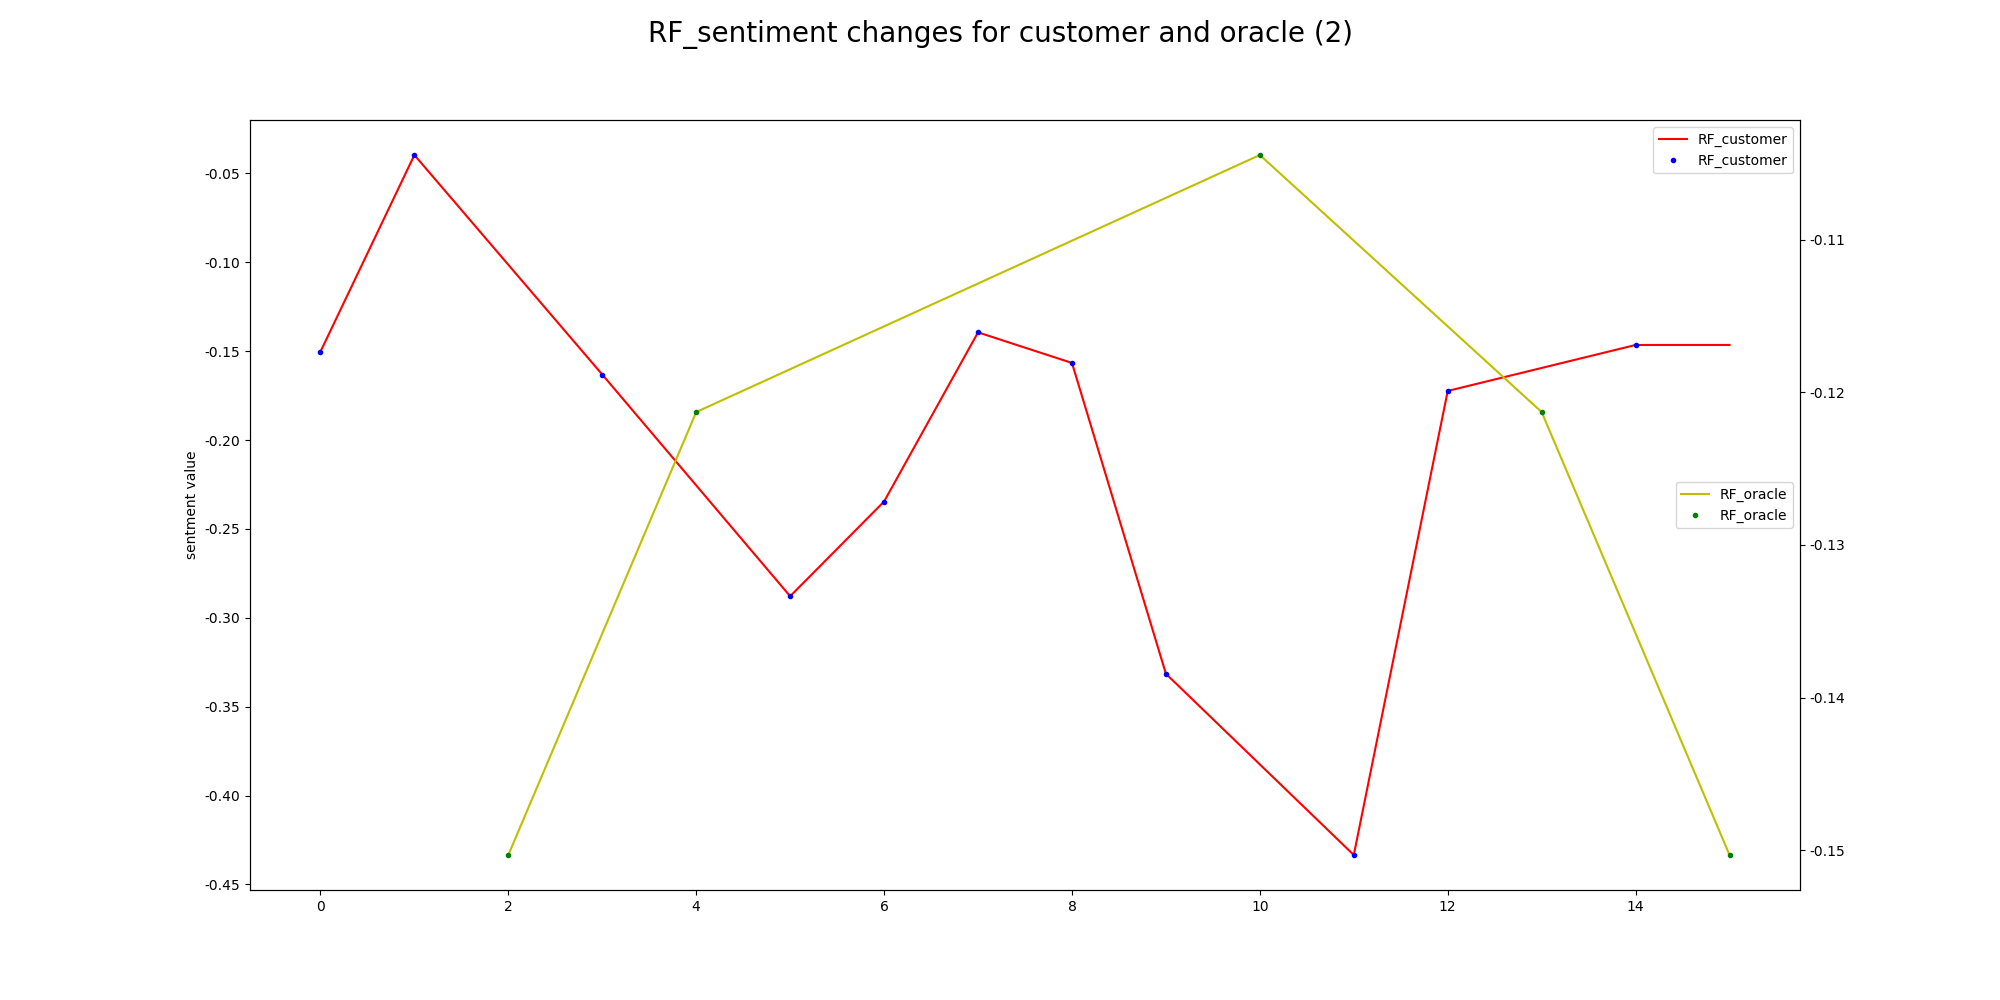 RF_sentiment changes for customer and oracle (2)
RF_customer
RF_customer
RF_oracle
RF_oracle
sentment value
-0.05
-0.10
-0.15
-0.20
-0.25
-0.30
-0.35
-0.40
-0.45
-0.11
-0.12
-0.13
-0.14
-0.15
0 2 4 6 8 10 12 14